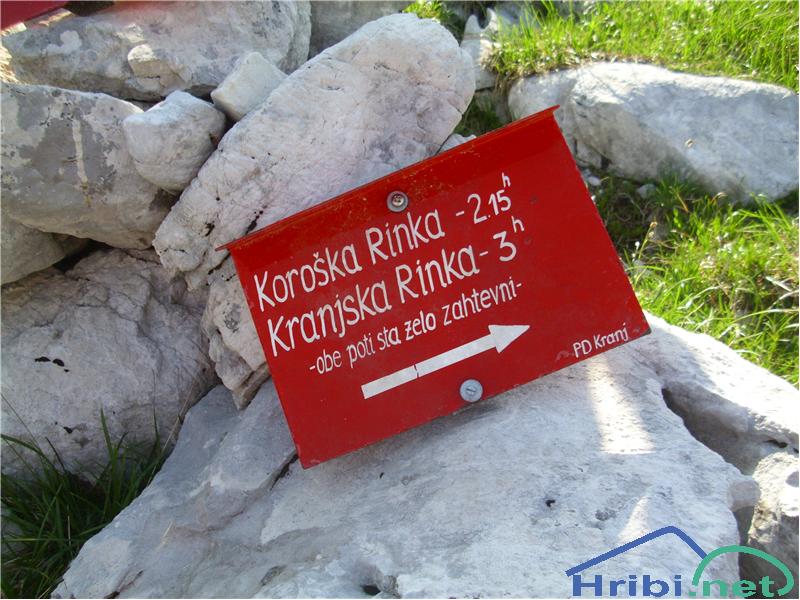 Koroška Rinka - 2.15h
Kranjska Rinka - 3h
-obe poti sta zelo zahtevni-
PD Kranj
Hribi.net